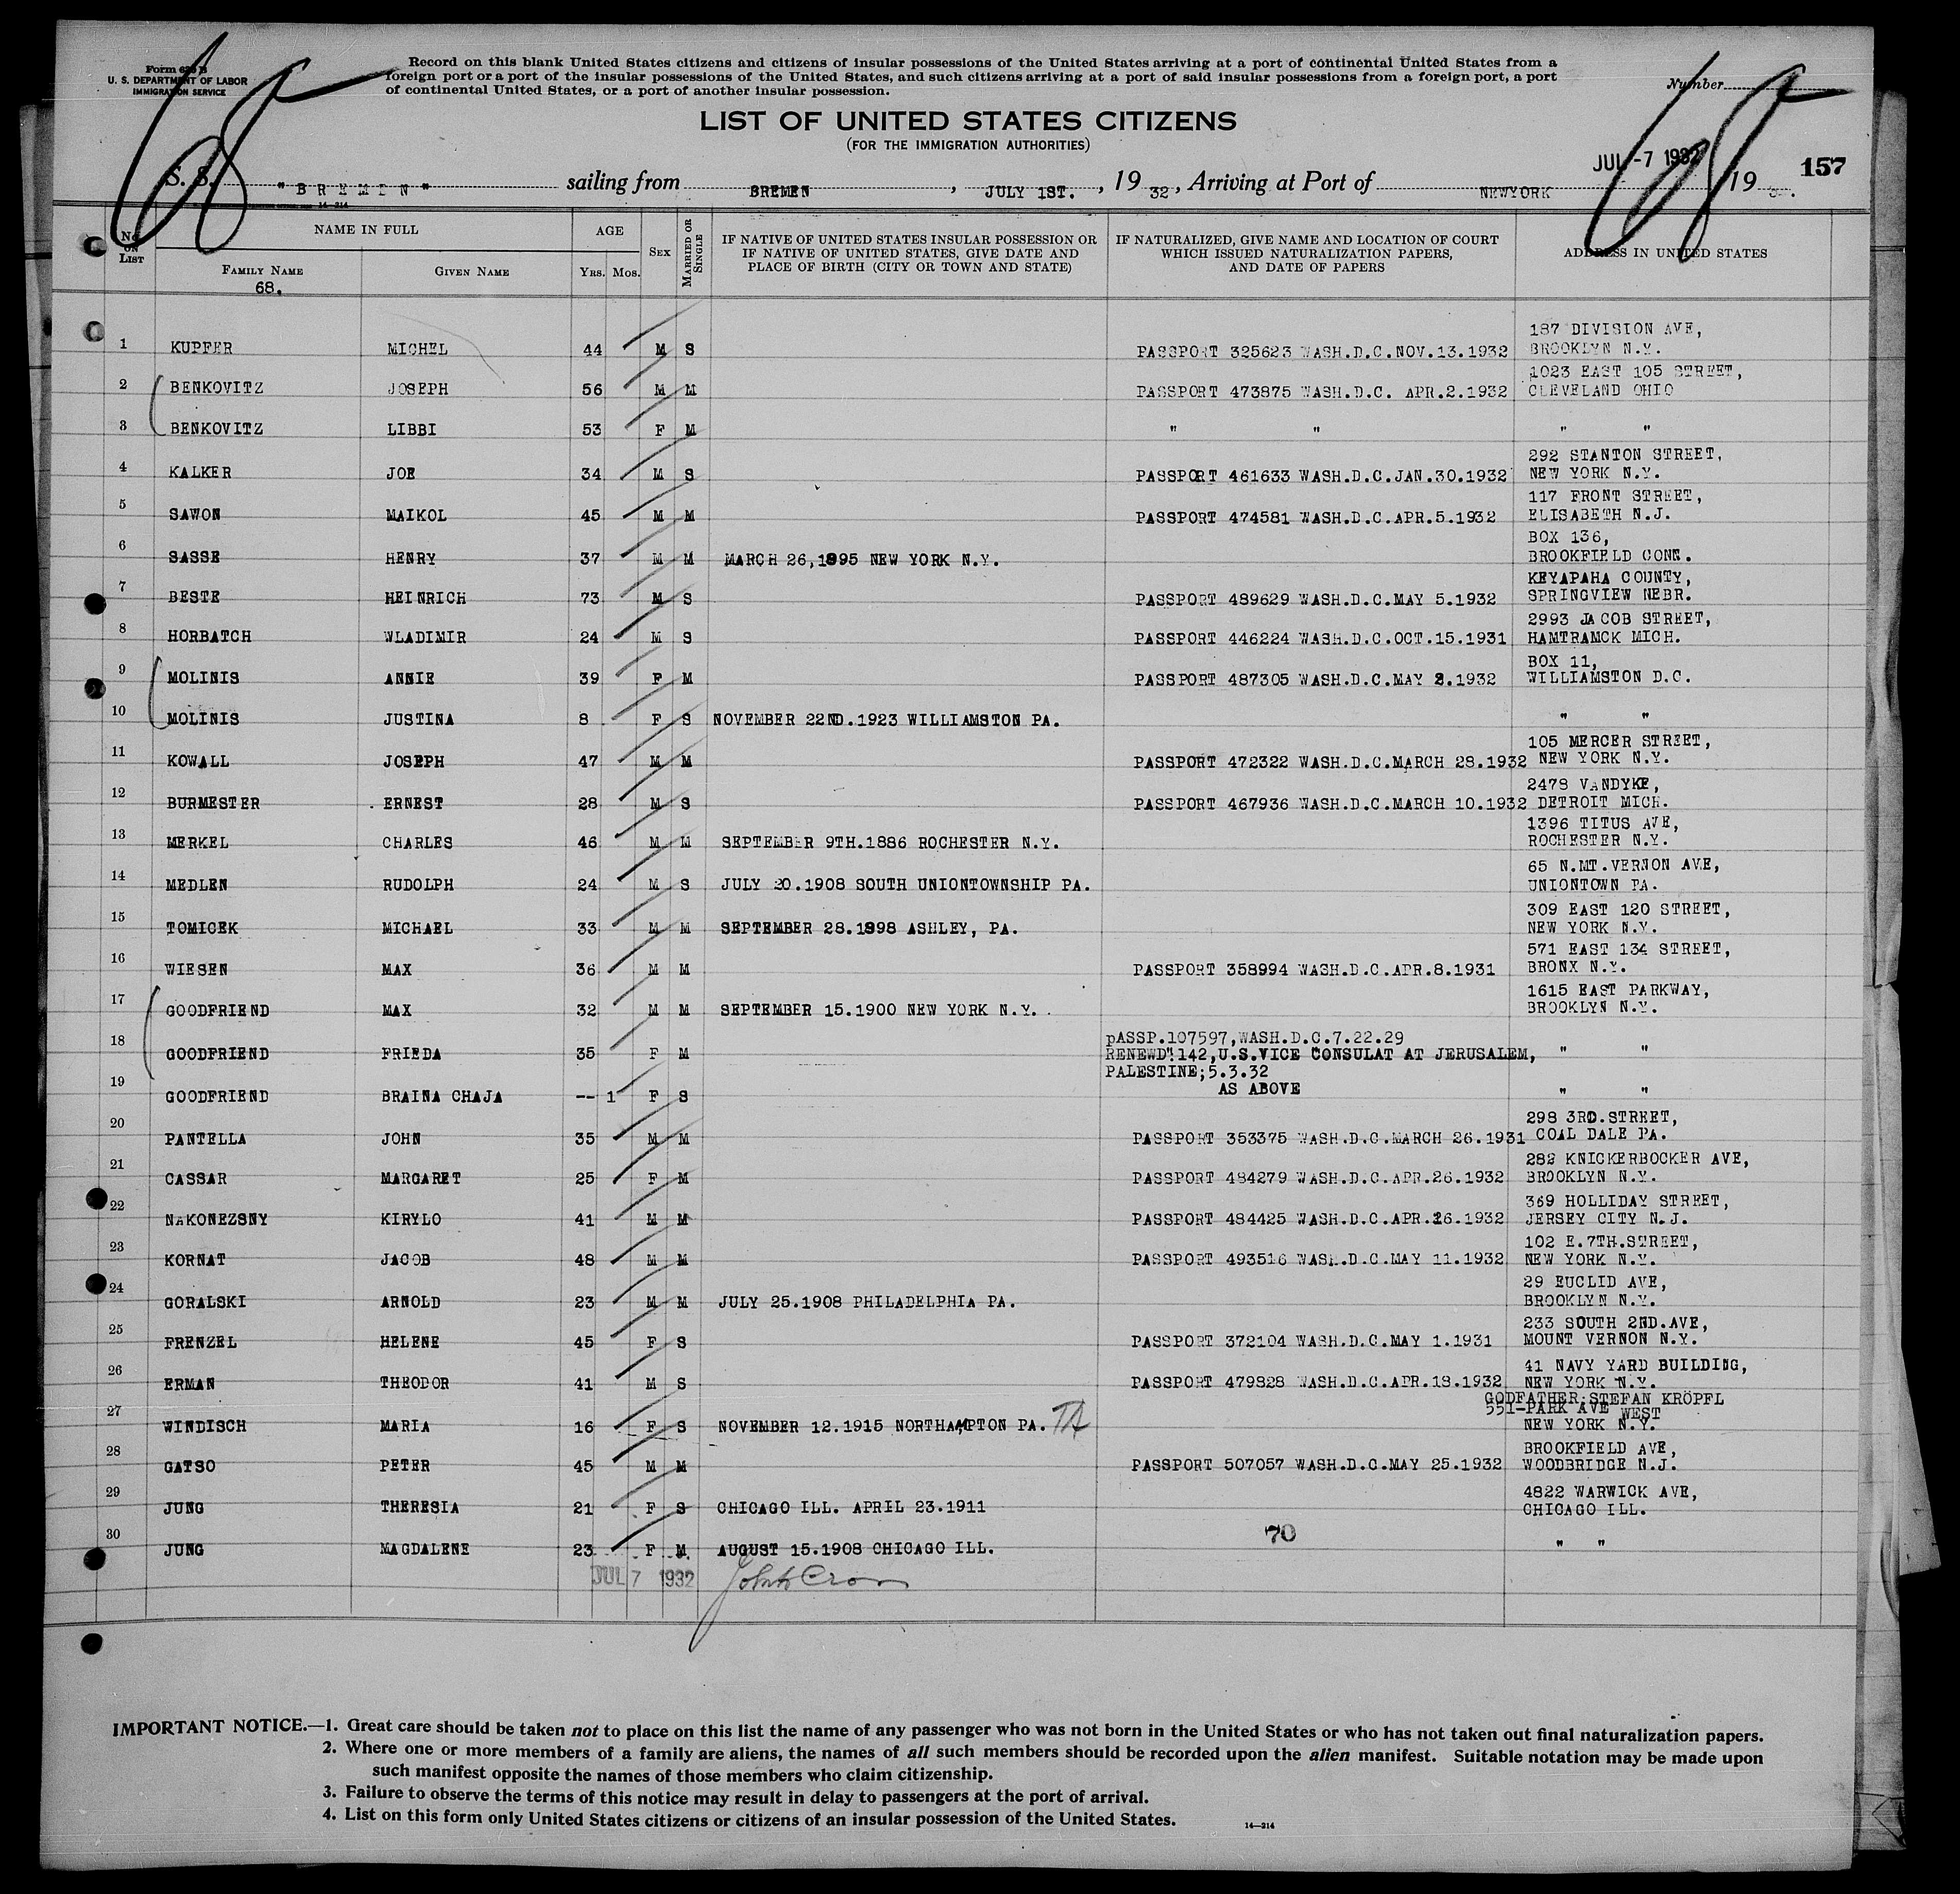 Form 630 B
U. S. DEPARTMENT OF LABOR
IMMIGRATION SERVICE
Record on this blank United States citizens and citizens of insular possessions of the United States arriving at a port of continental United States from a
foreign port or a port of the insular possessions of the United States, and such citizens arriving at a port of said insular possessions from a foreign port, a port
of continental United States, or a port of another insular possession.
Number
68
68
LIST OF UNITED STATES CITIZENS
(FOR THE IMMIGRATION AUTHORITIES)
JUL -7 1932
157
S. S. "BREMEN" sailing from BREMEN, JULY 1ST., 19 32, Arriving at Port of NEWYORK 19
14-214
No. on List NAME IN FULL AGE Sex Married or Single IF NATIVE OF UNITED STATES INSULAR POSSESSION OR IF NATIVE OF UNITED STATES, GIVE DATE AND PLACE OF BIRTH (CITY OR TOWN AND STATE) IF NATURALIZED, GIVE NAME AND LOCATION OF COURT WHICH ISSUED NATURALIZATION PAPERS, AND DATE OF PAPERS ADDRESS IN UNITED STATES
Family Name Given Name Yrs. Mos.
68.
187 DIVISION AVE,
1 KUPFER MICHEL 44 M S PASSPORT 325623 WASH.D.C.NOV.13.1932 BROOKLYN N.Y.
1023 EAST 105 STREET,
2 BENKOVITZ JOSEPH 56 M M PASSPORT 473875 WASH.D.C. APR.2.1932 CLEVELAND OHIO
3 BENKOVITZ LIBBI 53 F M " " " "
292 STANTON STREET,
4 KALKER JOE 34 M S PASSPORT 461633 WASH.D.C.JAN.30.1932 NEW YORK N.Y.
117 FRONT STREET,
5 SAWON MAIKOL 45 M M PASSPORT 474581 WASH.D.C.APR.5.1932 ELISABETH N.J.
BOX 136,
6 SASSE HENRY 37 M M MARCH 26,1895 NEW YORK N.Y. BROOKFIELD CONN.
KEYAPAHA COUNTY,
7 BESTE HEINRICH 73 M S PASSPORT 489629 WASH.D.C.MAY 5.1932 SPRINGVIEW NEBR.
2993 JACOB STREET,
8 HORBATCH WLADIMIR 24 M S PASSPORT 446224 WASH.D.C.OCT.15.1931 HAMTRAMCK MICH.
BOX 11,
9 MOLINIS ANNIE 39 F M PASSPORT 487305 WASH.D.C.MAY 3.1932 WILLIAMSTON D.C.
10 MOLINIS JUSTINA 8 F S NOVEMBER 22ND.1923 WILLIAMSTON PA. " "
105 MERCER STREET,
11 KOWALL JOSEPH 47 M M PASSPORT 472322 WASH.D.C.MARCH 28.1932 NEW YORK N.Y.
2478 VANDYKE,
12 BURMESTER ERNEST 28 M S PASSPORT 467936 WASH.D.C.MARCH 10.1932 DETROIT MICH.
1396 TITUS AVE,
13 MERKEL CHARLES 46 M M SEPTEMBER 9TH.1886 ROCHESTER N.Y. ROCHESTER N.Y.
65 N.MT.VERNON AVE,
14 MEDLEN RUDOLPH 24 M S JULY 20.1908 SOUTH UNIONTOWNSHIP PA. UNIONTOWN PA.
309 EAST 120 STREET,
15 TOMICEK MICHAEL 33 M M SEPTEMBER 28.1898 ASHLEY, PA. NEW YORK N.Y.
571 EAST 134 STREET,
16 WIESEN MAX 36 M M PASSPORT 358994 WASH.D.C.APR.8.1931 BRONX N.Y.
1615 EAST PARKWAY,
17 GOODFRIEND MAX 32 M M SEPTEMBER 15.1900 NEW YORK N.Y. BROOKLYN N.Y.
pASSP.107597,WASH.D.C.7.22.29
18 GOODFRIEND FRIEDA 35 F M RENEWD".142,U.S.VICE CONSULAT AT JERUSALEM, " "
PALESTINE;5.3.32
19 GOODFRIEND BRAINA CHAJA -- 1 F S AS ABOVE " "
298 3RD.STREET,
20 PANTELLA JOHN 35 M M PASSPORT 353375 WASH.D.C.MARCH 26.1931 COAL DALE PA.
282 KNICKERBOCKER AVE,
21 CASSAR MARGARET 25 F M PASSPORT 484279 WASH.D.C.APR.26.1932 BROOKLYN N.Y.
369 HOLLIDAY STREET,
22 NAKONEZSNY KIRYLO 41 M M PASSPORT 484425 WASH.D.C.APR.26.1932 JERSEY CITY N.J.
102 E.7TH.STREET,
23 KORNAT JACOB 48 M M PASSPORT 493516 WASH.D.C.MAY 11.1932 NEW YORK N.Y.
29 EUCLID AVE,
24 GORALSKI ARNOLD 23 M M JULY 25.1908 PHILADELPHIA PA. BROOKLYN N.Y.
233 SOUTH 2ND.AVE,
25 FRENZEL HELENE 45 F S PASSPORT 372104 WASH.D.C.MAY 1.1931 MOUNT VERNON N.Y.
41 NAVY YARD BUILDING,
26 ERMAN THEODOR 41 M S PASSPORT 479828 WASH.D.C.APR.18.1932 NEW YORK N.Y.
GODFATHER:STEFAN KRÖPFL
551-PARK AVE WEST
27 WINDISCH MARIA 16 F S NOVEMBER 12.1915 NORTHAMPTON PA. TA NEW YORK N.Y.
BROOKFIELD AVE,
28 GATSO PETER 45 M M PASSPORT 507057 WASH.D.C.MAY 25.1932 WOODBRIDGE N.J.
4822 WARWICK AVE,
29 JUNG THERESIA 21 F S CHICAGO ILL. APRIL 23.1911 CHICAGO ILL.
70
30 JUNG MAGDALENE 23 F M AUGUST 15.1908 CHICAGO ILL. " "
JUL 7 1932
IMPORTANT NOTICE.—1. Great care should be taken not to place on this list the name of any passenger who was not born in the United States or who has not taken out final naturalization papers.
2. Where one or more members of a family are aliens, the names of all such members should be recorded upon the alien manifest. Suitable notation may be made upon
such manifest opposite the names of those members who claim citizenship.
3. Failure to observe the terms of this notice may result in delay to passengers at the port of arrival.
4. List on this form only United States citizens or citizens of an insular possession of the United States.
14—214